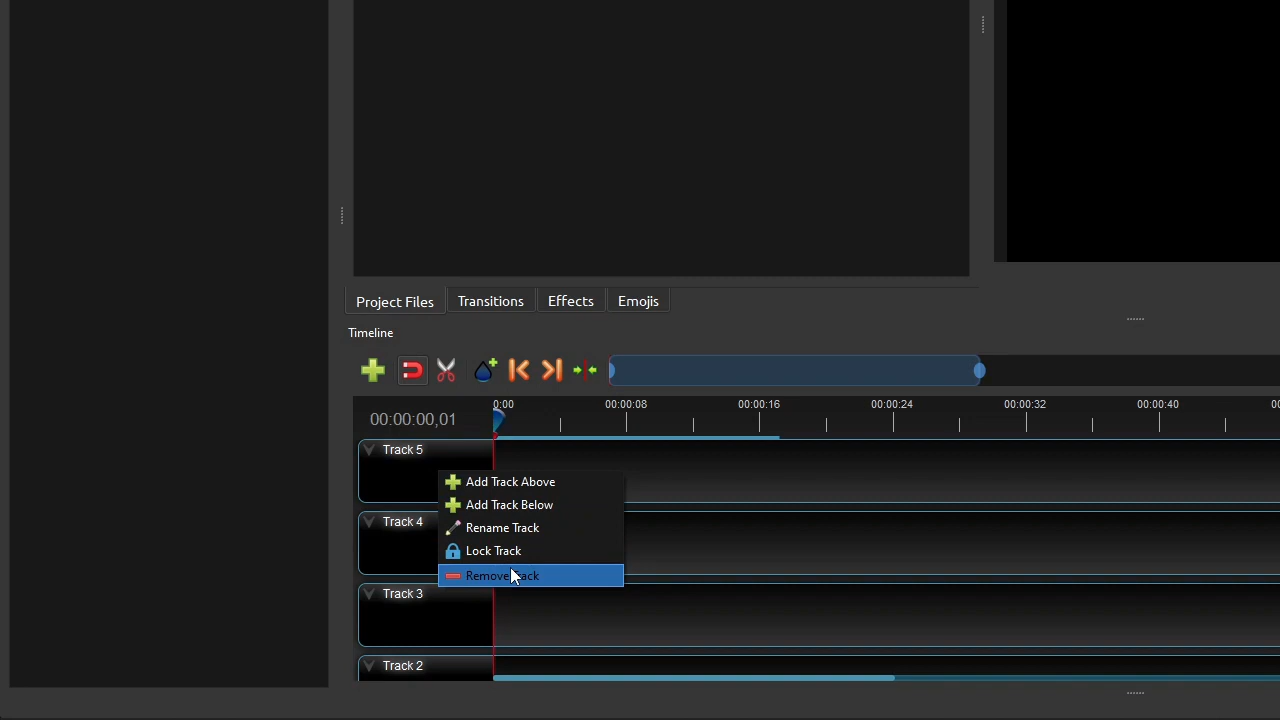 Project Files
Transitions
Effects
Emojis
Timeline
0:00
00:00:08
00:00:16
00:00:24
00:00:32
00:00:40
00:00:00,01
Track 5
Add Track Above
Add Track Below
Track 4
Rename Track
Lock Track
Remove
Track 3
Track 2